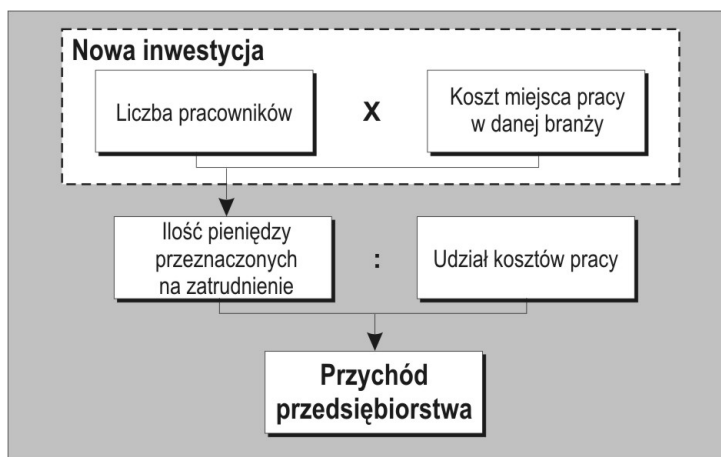 Nowa inwestycja
Liczba pracowników
X
Koszt miejsca pracy
w danej branży
Ilość pieniędzy
przeznaczonych
na zatrudnienie
:
Udział kosztów pracy
Przychód
przedsiębiorstwa